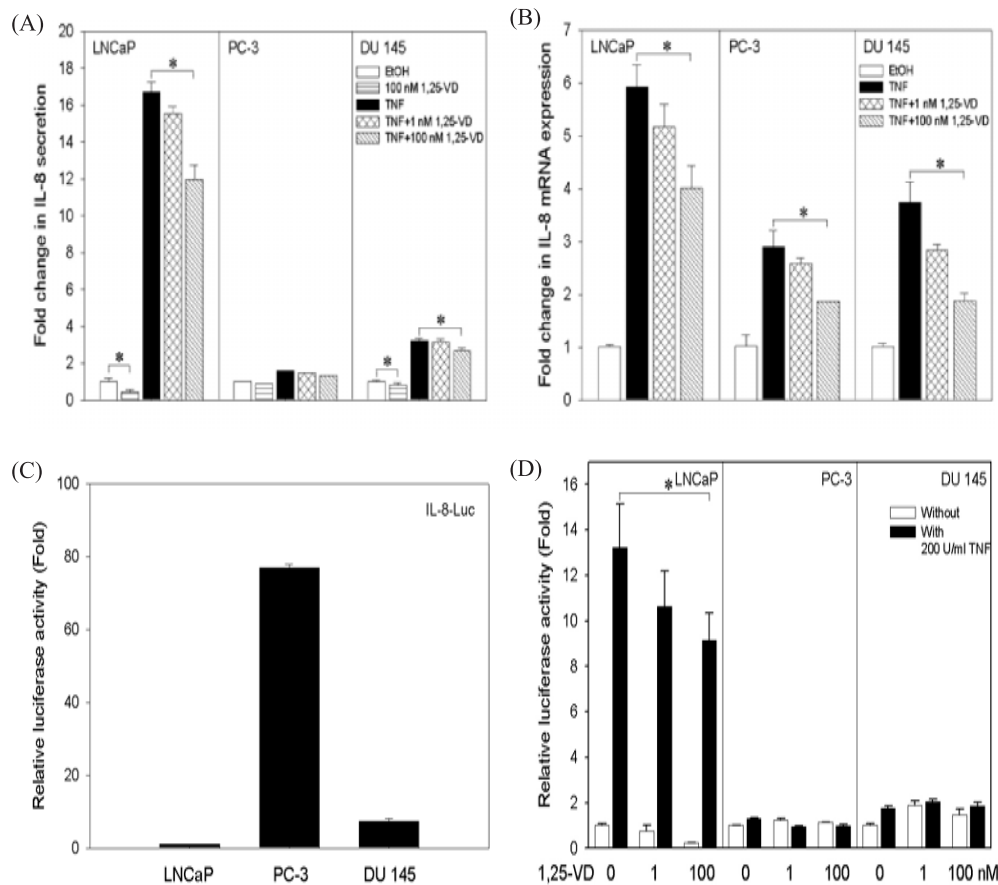 (A)
Fold change in IL-8 secretion
20
18
16
14
12
10
8
6
4
2
0
LNCaP
PC-3
DU 145
EtOH
100 nM 1,25-VD
TNF
TNF+1 nM 1,25-VD
TNF+100 nM 1,25-VD
*
*
*
*
(B)
Fold change in IL-8 mRNA expression
7
6
5
4
3
2
1
0
LNCaP
PC-3
DU 145
EtOH
TNF
TNF+1 nM 1,25-VD
TNF+100 nM 1,25-VD
*
*
*
(C)
Relative luciferase activity (Fold)
100
80
60
40
20
0
IL-8-Luc
LNCaP PC-3 DU 145
(D)
Relative luciferase activity (Fold)
16
14
12
10
8
6
4
2
0
*
LNCaP
PC-3
DU 145
Without
With
200 U/ml TNF
1,25-VD 0 1 100 0 1 100 0 1 100 nM